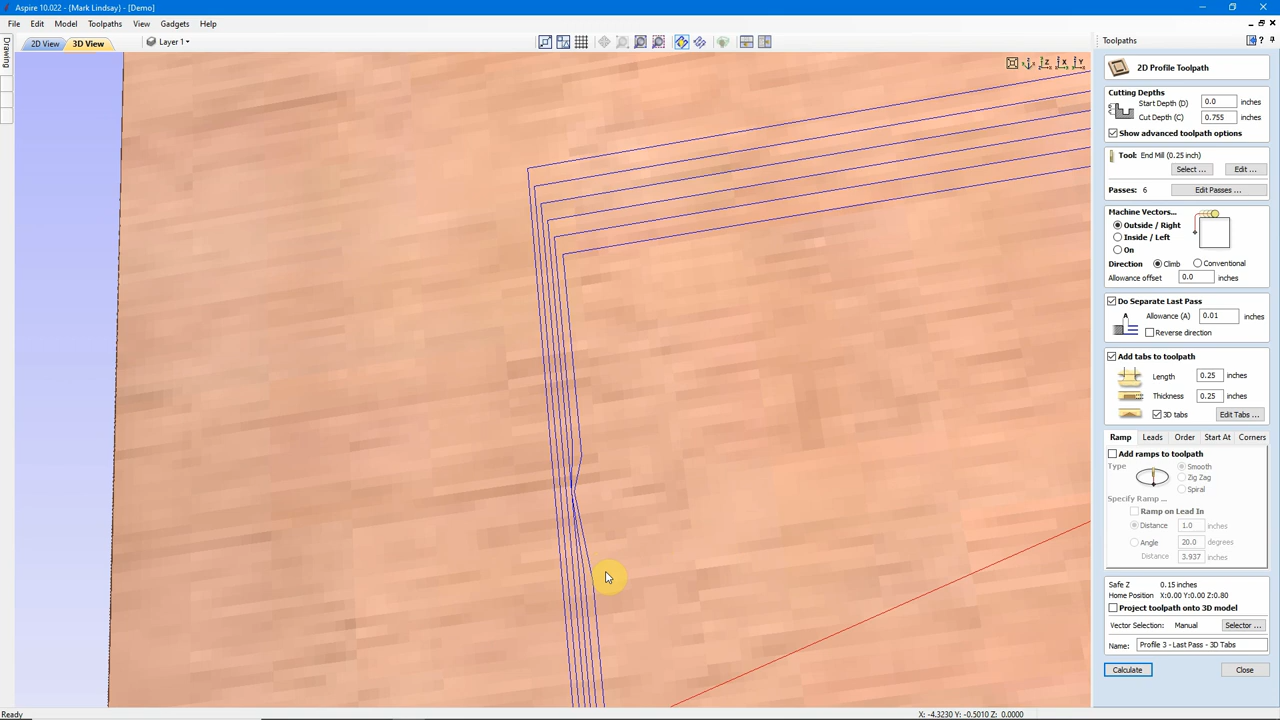 Aspire 10.022 - {Mark Lindsay} - [Demo]
File Edit Model Toolpaths View Gadgets Help
2D View 3D View Layer 1
Drawing
Z X Y
Toolpaths
2D Profile Toolpath
Cutting Depths
Start Depth (D) 0.0 inches
Cut Depth (C) 0.755 inches
Show advanced toolpath options
Tool: End Mill (0.25 inch)
Select ... Edit ...
Passes: 6 Edit Passes ...
Machine Vectors...
Outside / Right
Inside / Left
On
Direction Climb Conventional
Allowance offset 0.0 inches
Do Separate Last Pass
A Allowance (A) 0.01 inches
Reverse direction
Add tabs to toolpath
Length 0.25 inches
Thickness 0.25 inches
3D tabs Edit Tabs ...
Ramp Leads Order Start At Corners
Add ramps to toolpath
Type Smooth
Zig Zag
Spiral
Specify Ramp ...
Ramp on Lead In
Distance 1.0 inches
Angle 20.0 degrees
Distance 3.937 inches
Safe Z 0.15 inches
Home Position X:0.00 Y:0.00 Z:0.80
Project toolpath onto 3D model
Vector Selection: Manual Selector ...
Name: Profile 3 - Last Pass - 3D Tabs
Calculate Close
Ready X: -4.3230 Y: -0.5010 Z: 0.0000